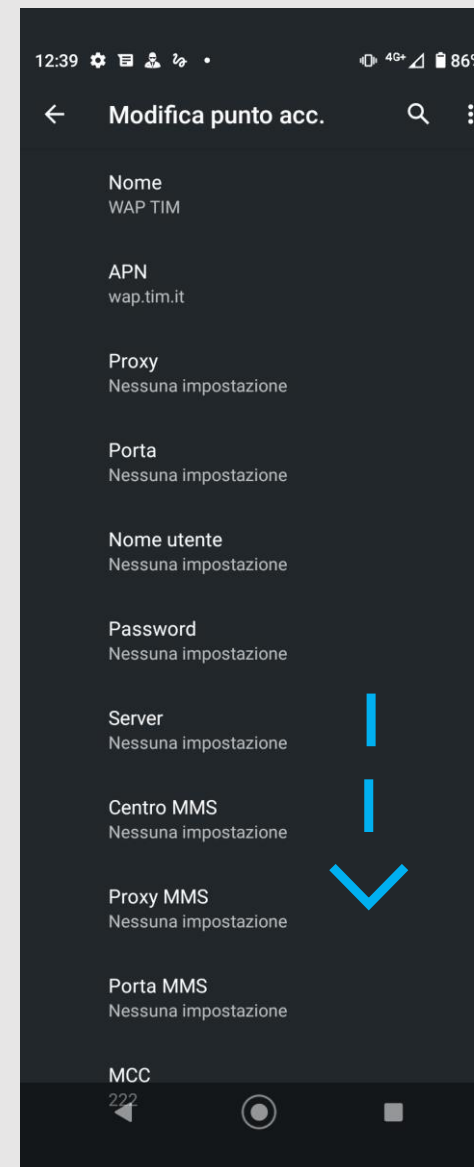 12:39 4G+ 86%
Modifica punto acc.
Nome
WAP TIM
APN
wap.tim.it
Proxy
Nessuna impostazione
Porta
Nessuna impostazione
Nome utente
Nessuna impostazione
Password
Nessuna impostazione
Server
Nessuna impostazione
Centro MMS
Nessuna impostazione
Proxy MMS
Nessuna impostazione
Porta MMS
Nessuna impostazione
MCC
222